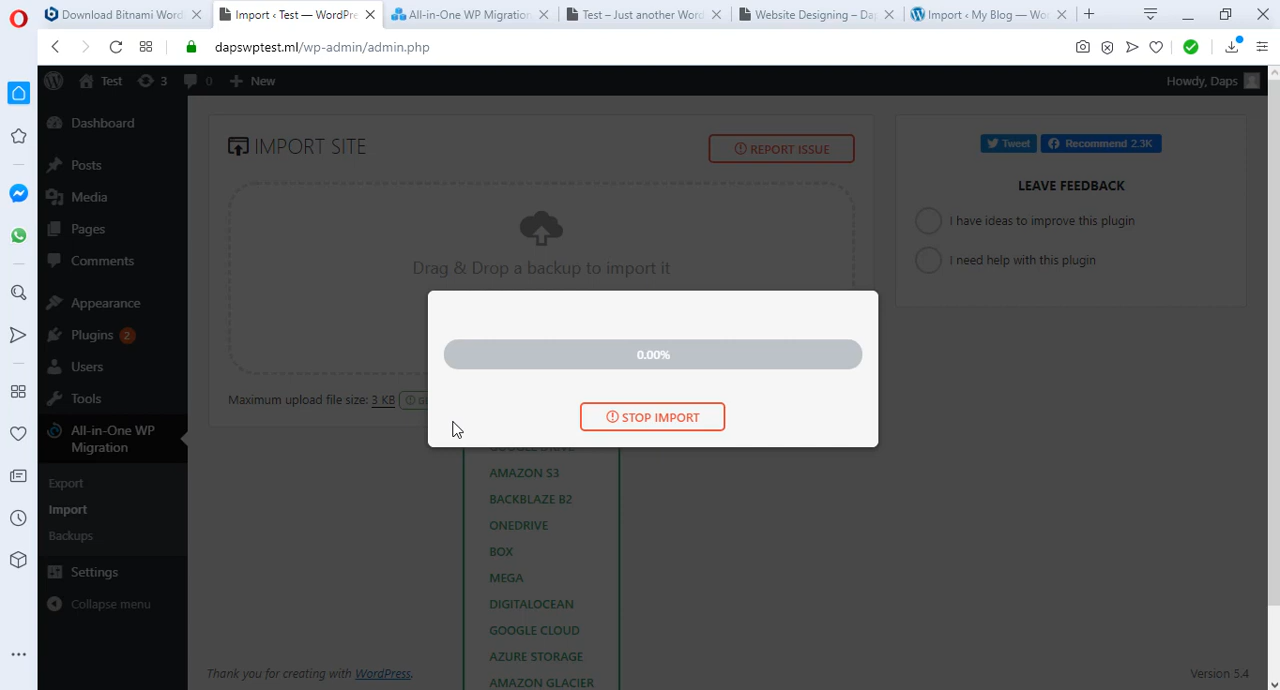 Download Bitnami Word
Import ‹ Test — WordPre
All-in-One WP Migration
Test – Just another Word
Website Designing – Dap
Import ‹ My Blog — Wo
dapswptest.ml/wp-admin/admin.php
Test
3
0
New
Howdy, Daps
Dashboard
Posts
Media
Pages
Comments
Appearance
Plugins 2
Users
Tools
All-in-One WP
Migration
Export
Import
Backups
Settings
Collapse menu
IMPORT SITE
REPORT ISSUE
Drag & Drop a backup to import it
0.00%
STOP IMPORT
Maximum upload file size: 3 KB
AMAZON S3
BACKBLAZE B2
ONEDRIVE
BOX
MEGA
DIGITALOCEAN
GOOGLE CLOUD
AZURE STORAGE
AMAZON GLACIER
Tweet
Recommend 2.3K
LEAVE FEEDBACK
I have ideas to improve this plugin
I need help with this plugin
Thank you for creating with WordPress.
Version 5.4